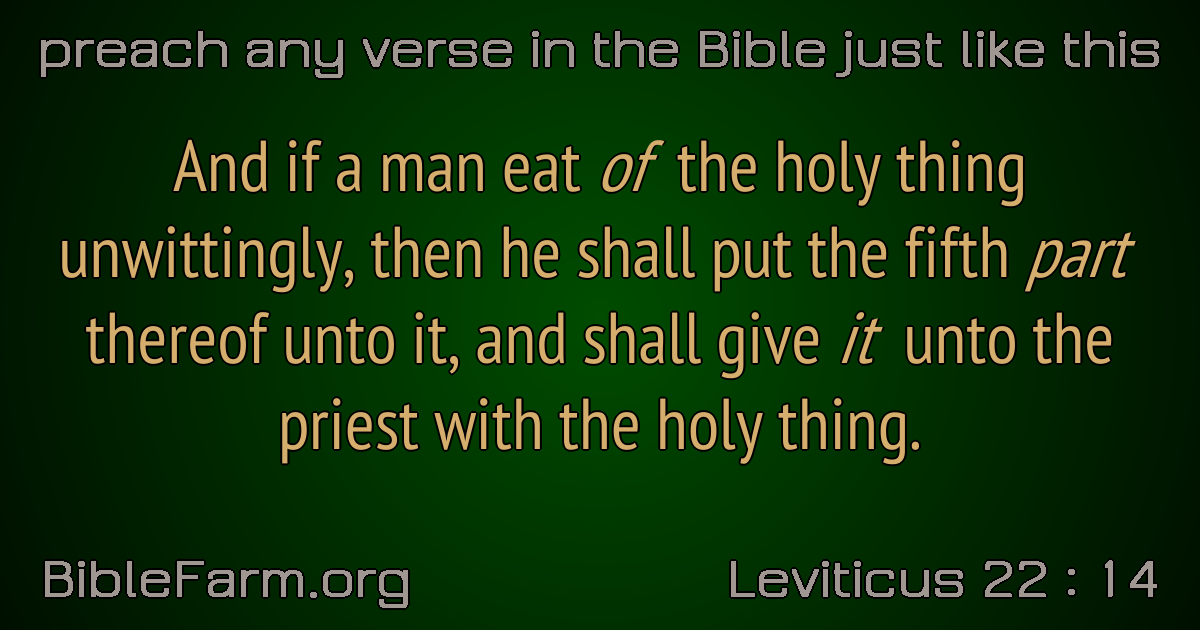 preach any verse in the Bible just like this
And if a man eat of the holy thing
unwittingly, then he shall put the fifth part
thereof unto it, and shall give it unto the
priest with the holy thing.
BibleFarm.org
Leviticus 22 : 14